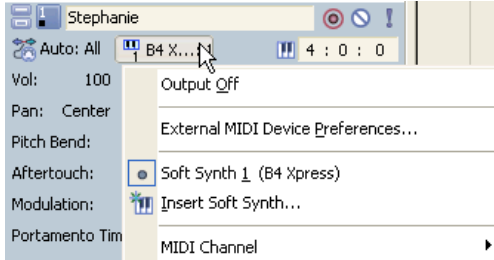 1 Stephanie !
Auto: All 1 B4 X... 4 : 0 : 0
Vol: 100 Output Off
Pan: Center
External MIDI Device Preferences...
Pitch Bend:
Aftertouch: Soft Synth 1 (B4 Xpress)
Modulation: Insert Soft Synth...
Portamento Tim MIDI Channel